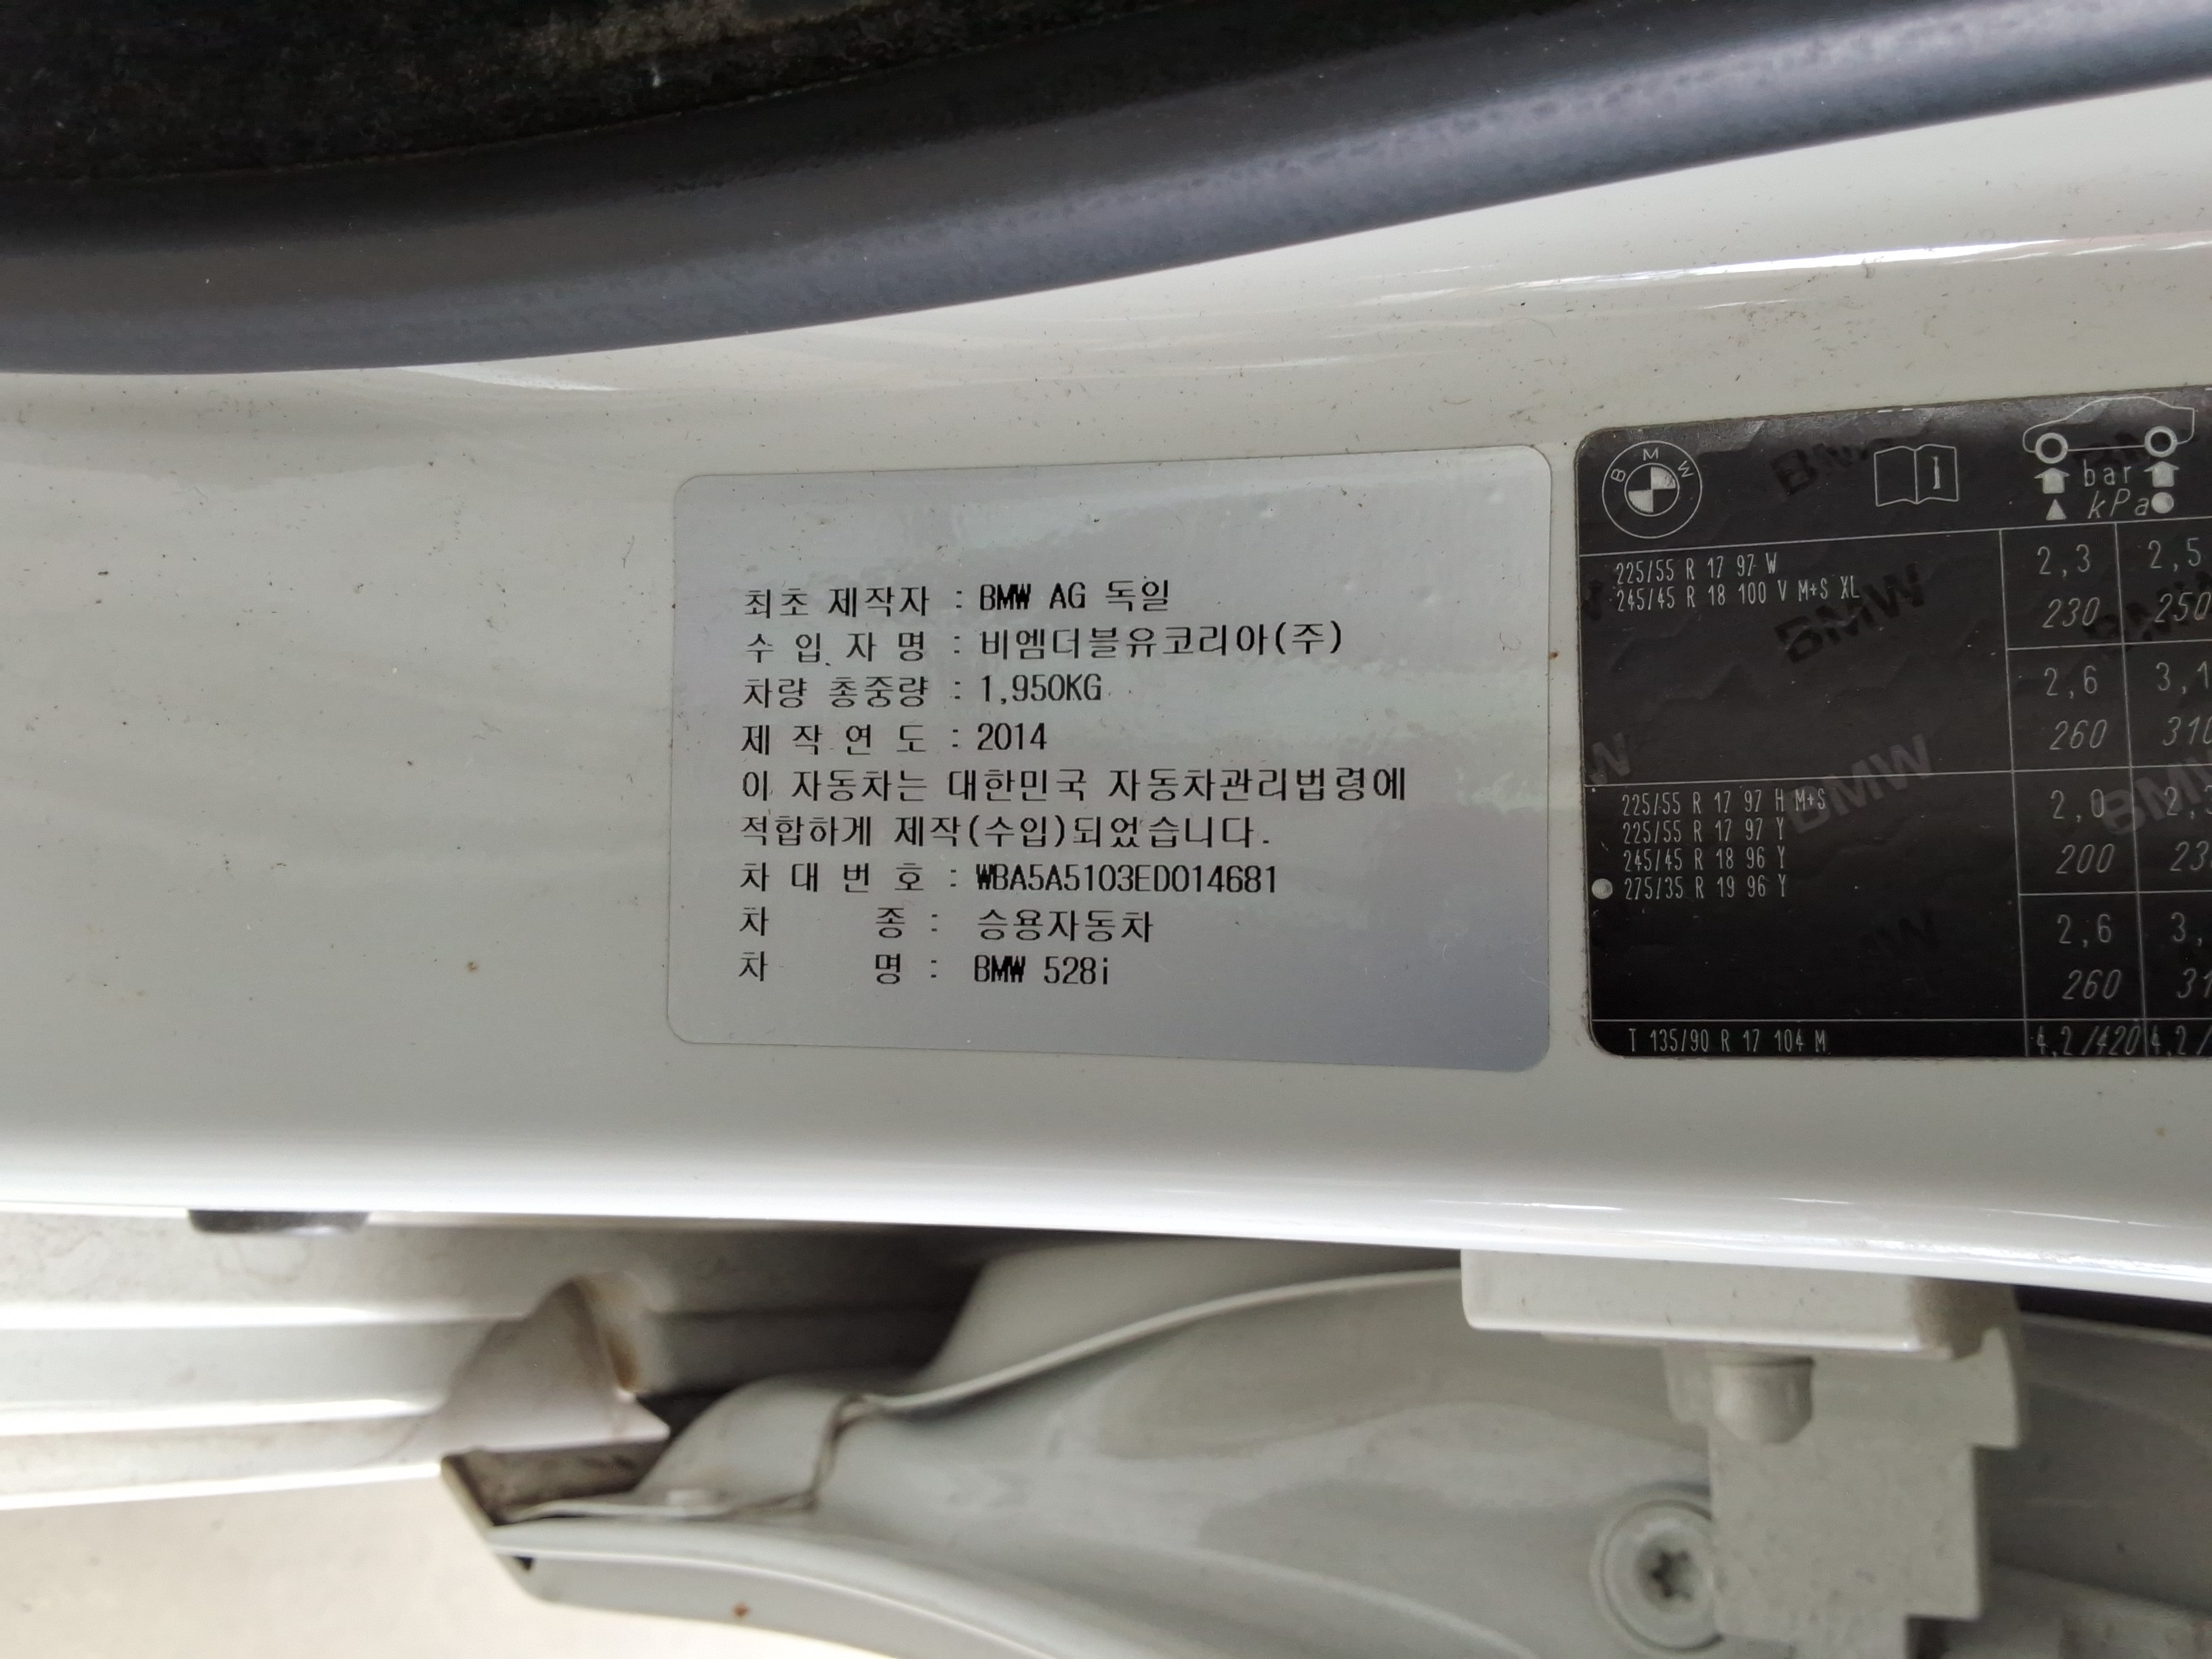 최초 제작자 : BMW AG 독일
수 입 자 명 : 비엠더블유코리아(주)
차량 총중량 : 1,950KG
제 작 연 도 : 2014
이 자동차는 대한민국 자동차관리법령에
적합하게 제작(수입)되었습니다.
차 대 번 호 : WBA5A5103ED014681
차 종 : 승용자동차
차 명 : BMW 528i
BMW
bar
kPa
225/55 R 17 97 W
245/45 R 18 100 V M+S XL
2,3 2,5
230 250
2,6 3,1
260 310
225/55 R 17 97 H M+S
225/55 R 17 97 Y
245/45 R 18 96 Y
275/35 R 19 96 Y
2,0
200
2,6
260
T 135/90 R 17 104 M
4,2/420